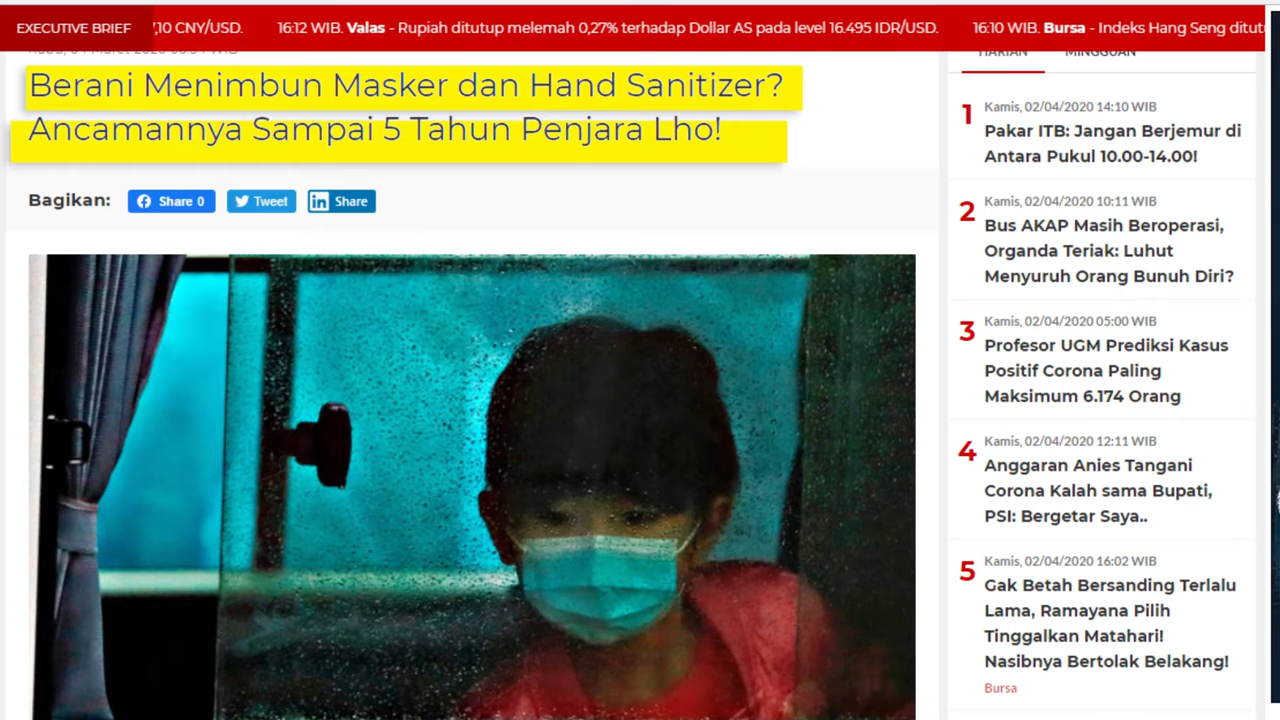 EXECUTIVE BRIEF ,10 CNY/USD. 16:12 WIB. Valas - Rupiah ditutup melemah 0,27% terhadap Dollar AS pada level 16.495 IDR/USD. 16:10 WIB. Bursa - Indeks Hang Seng ditut
Berani Menimbun Masker dan Hand Sanitizer?
Ancamannya Sampai 5 Tahun Penjara Lho!
Bagikan: Share 0 Tweet Share
HARIAN MINGGUAN
1 Kamis, 02/04/2020 14:10 WIB
Pakar ITB: Jangan Berjemur di
Antara Pukul 10.00-14.00!
2 Kamis, 02/04/2020 10:11 WIB
Bus AKAP Masih Beroperasi,
Organda Teriak: Luhut
Menyuruh Orang Bunuh Diri?
3 Kamis, 02/04/2020 05:00 WIB
Profesor UGM Prediksi Kasus
Positif Corona Paling
Maksimum 6.174 Orang
4 Kamis, 02/04/2020 12:11 WIB
Anggaran Anies Tangani
Corona Kalah sama Bupati,
PSI: Bergetar Saya..
5 Kamis, 02/04/2020 16:02 WIB
Gak Betah Bersanding Terlalu
Lama, Ramayana Pilih
Tinggalkan Matahari!
Nasibnya Bertolak Belakang!
Bursa